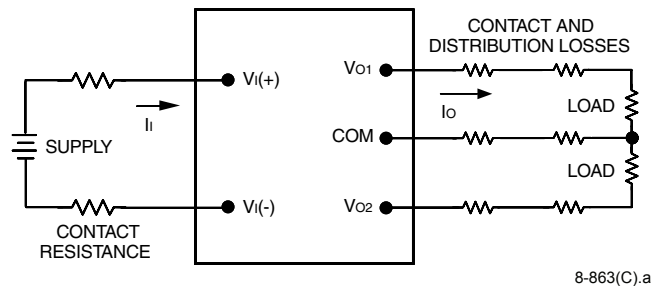 CONTACT AND
DISTRIBUTION LOSSES
VI(+)
VO1
II
IO
LOAD
SUPPLY
COM
LOAD
VI(-)
VO2
CONTACT
RESISTANCE
8-863(C).a